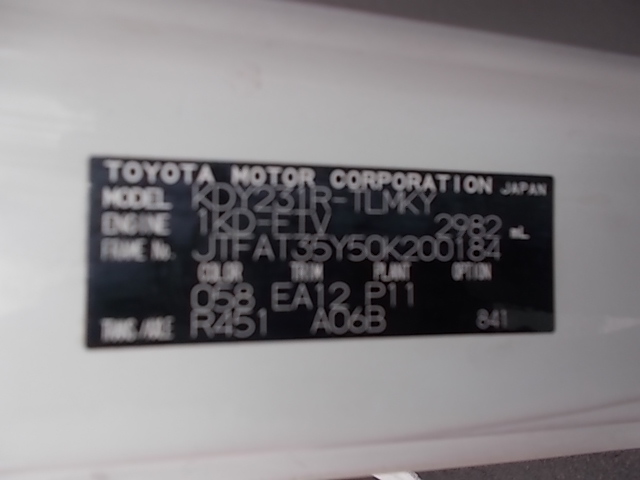 TOYOTA MOTOR CORPORATION JAPAN
MODEL KDY231R-TLMKY
ENGINE 1KD-FTV 2982 mL
FRAME No. JTFAT35Y50K200184
COLOR TRIM PLANT OPTION
058 EA12 P11
TRANS/AXLE R451 A06B 841